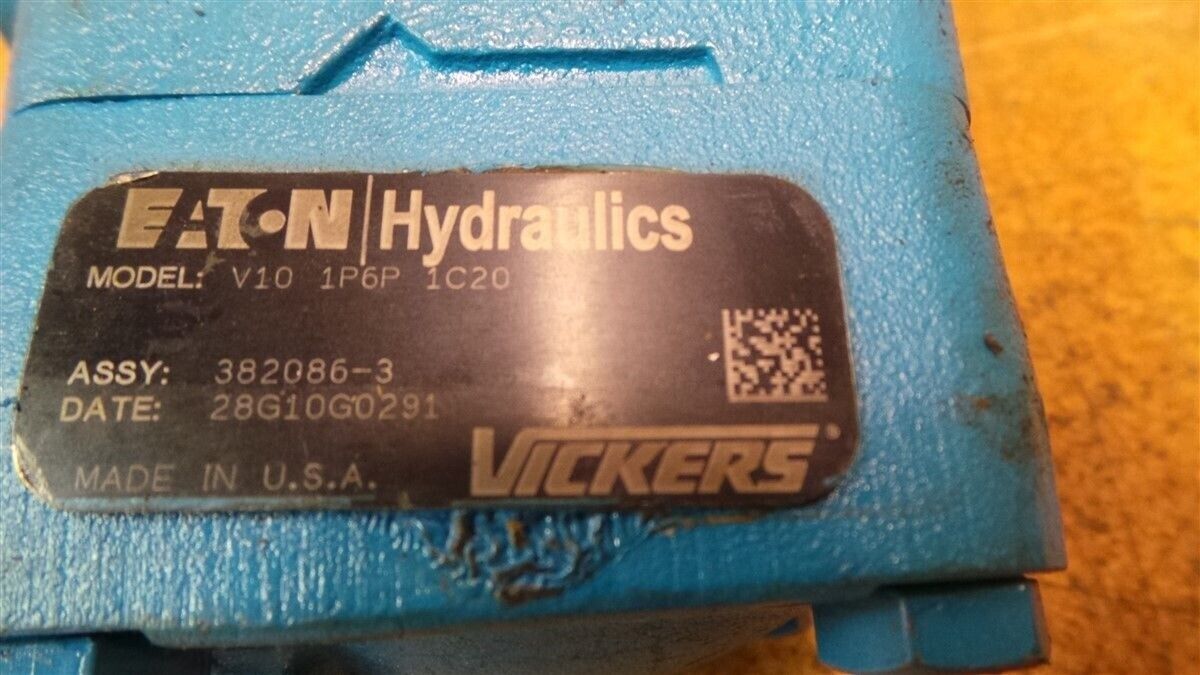 EATON | Hydraulics
MODEL: V10 1P6P 1C20
ASSY: 382086-3
DATE: 28G10G0291
MADE IN U.S.A.
VICKERS®